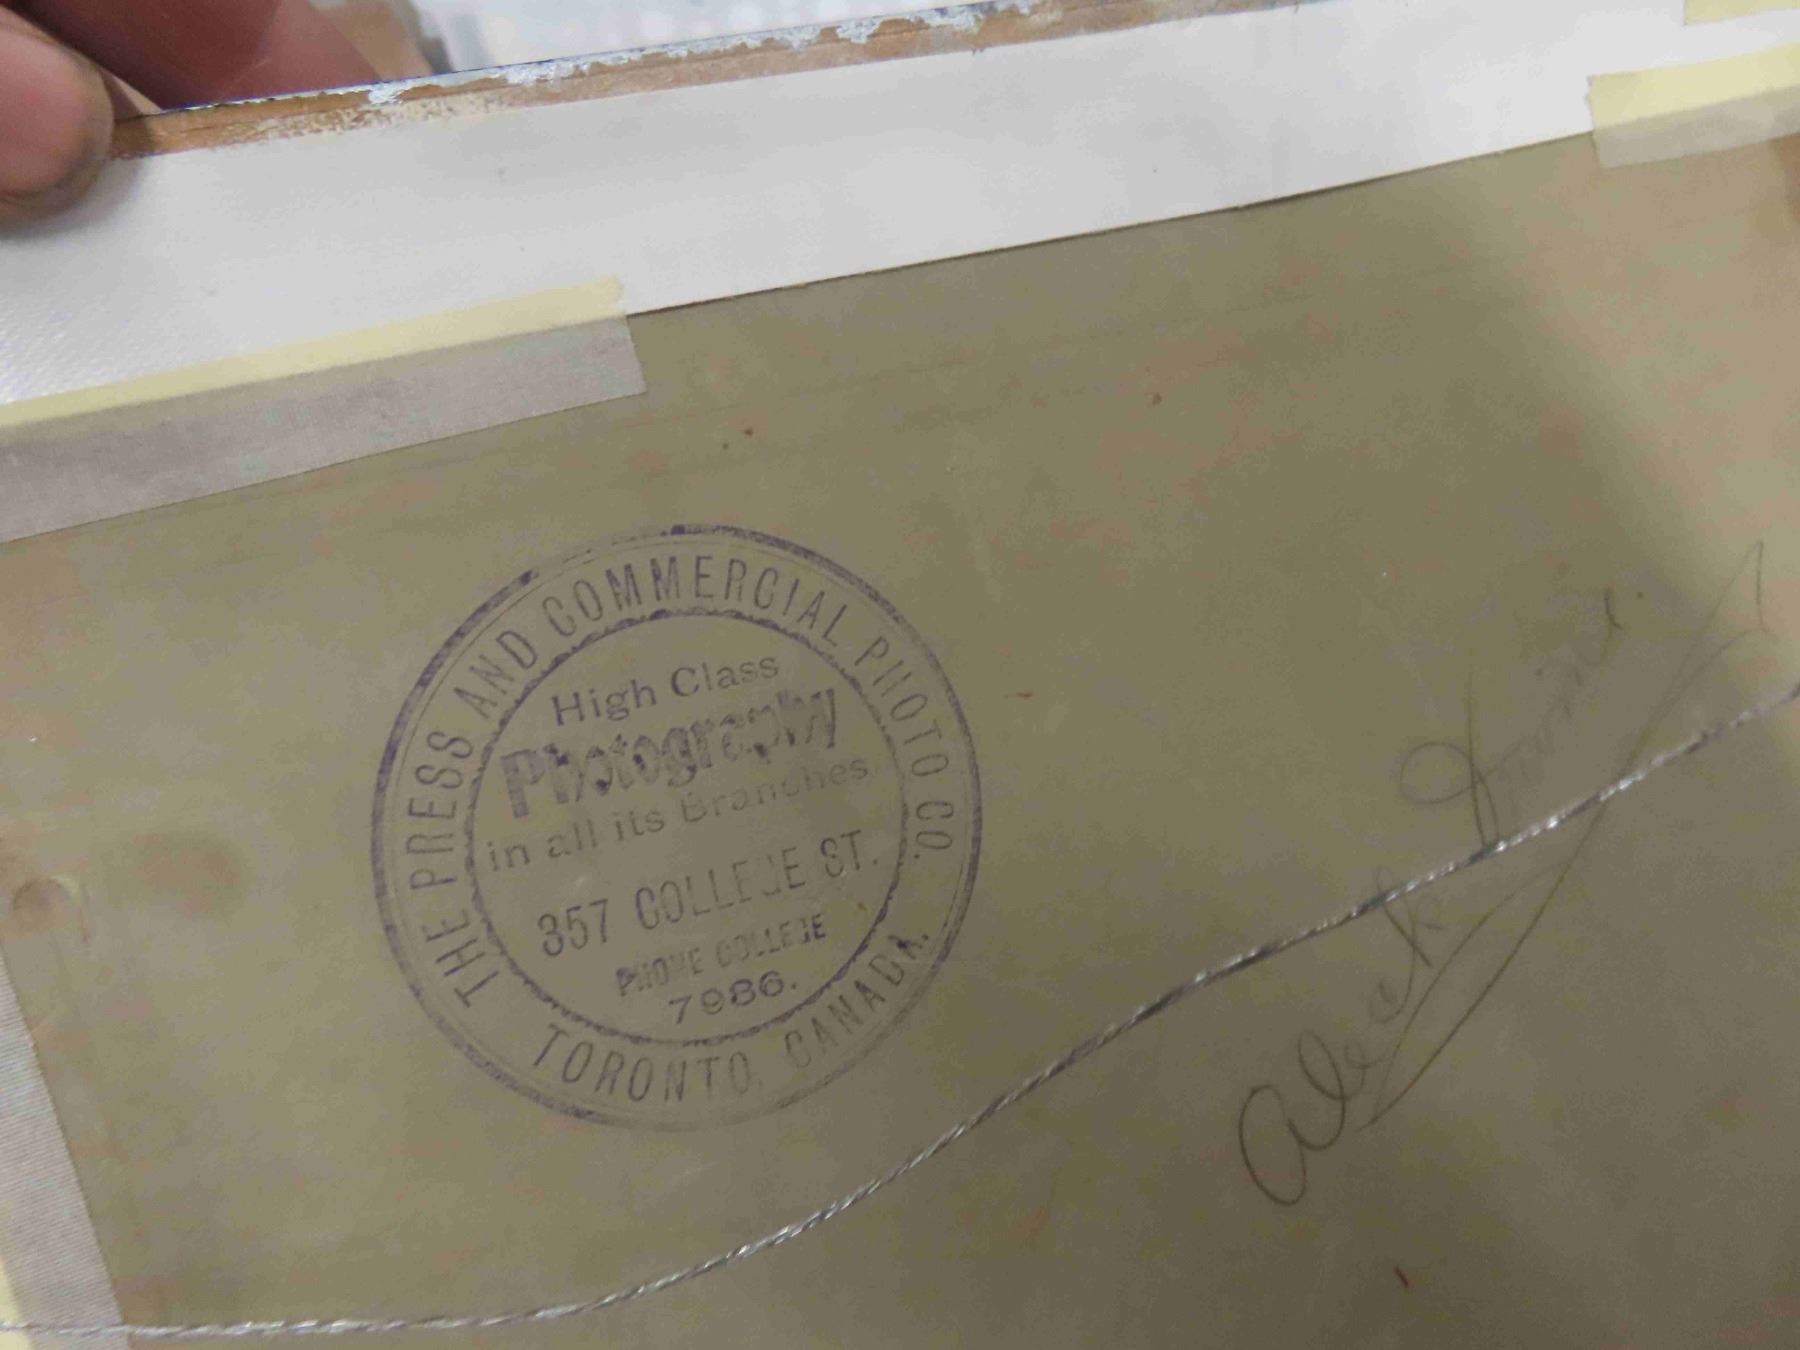 THE PRESS AND COMMERCIAL PHOTO CO.
High Class
Photography
in all its Branches
357 COLLEGE ST.
PHONE COLLEGE
7986.
TORONTO, CANADA.
Aleck